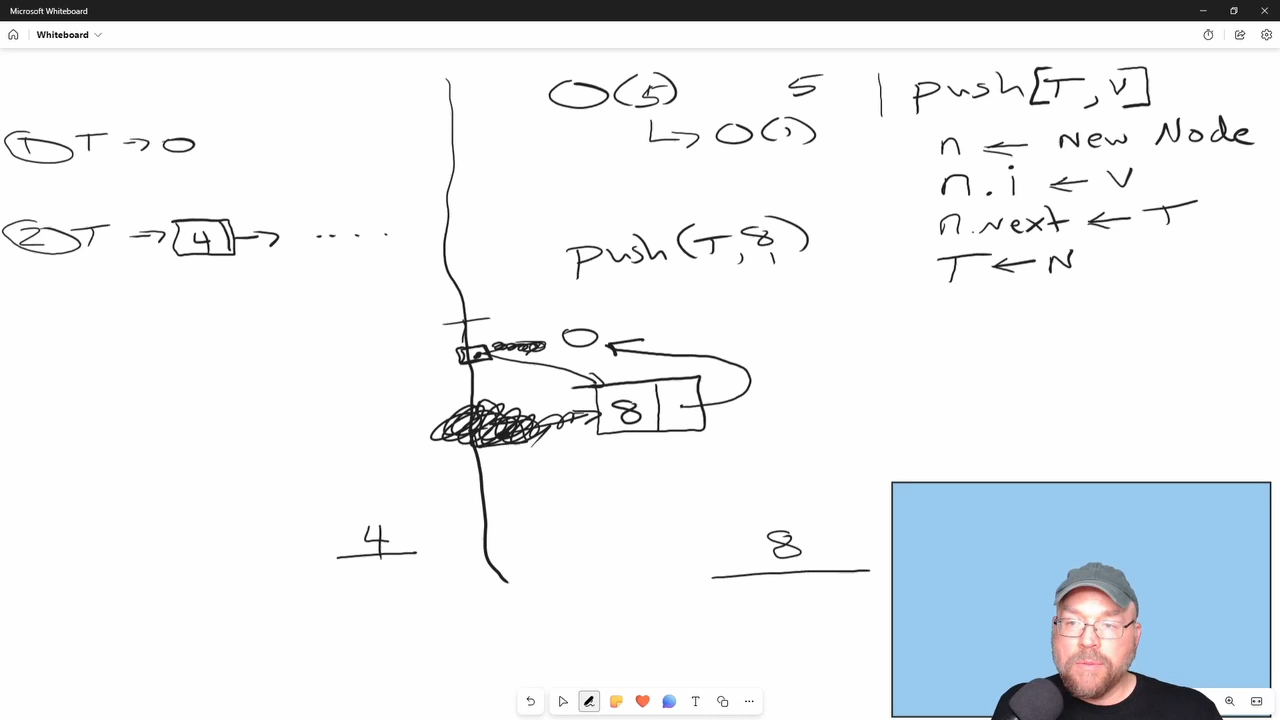 Microsoft Whiteboard
Whiteboard
① T → 0
② T → 4 → ....
O(5) 5
↳ O(1)
push(T, 8,)
0
8
4
8
push[T, V]
n ← New Node
n.i ← V
n.Next ← T
T ← N
T